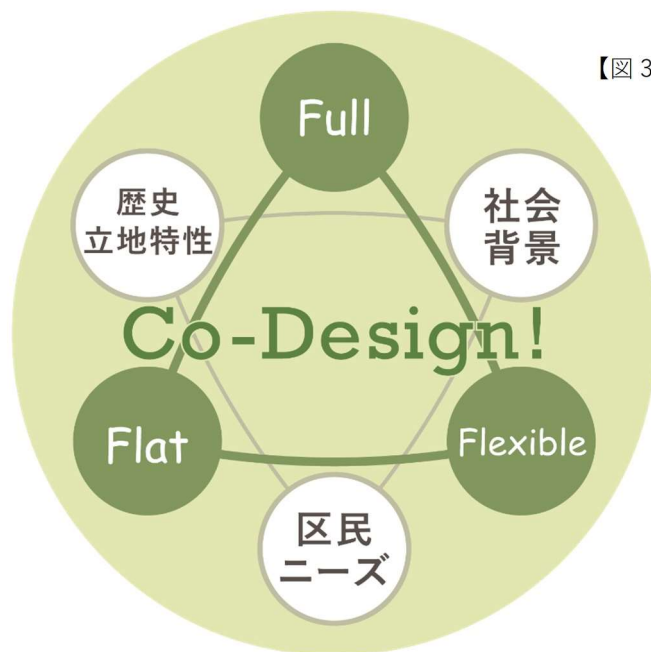 【図 3
Full
歴史
立地特性
社会
背景
Co-Design!
Flat
Flexible
区民
ニーズ